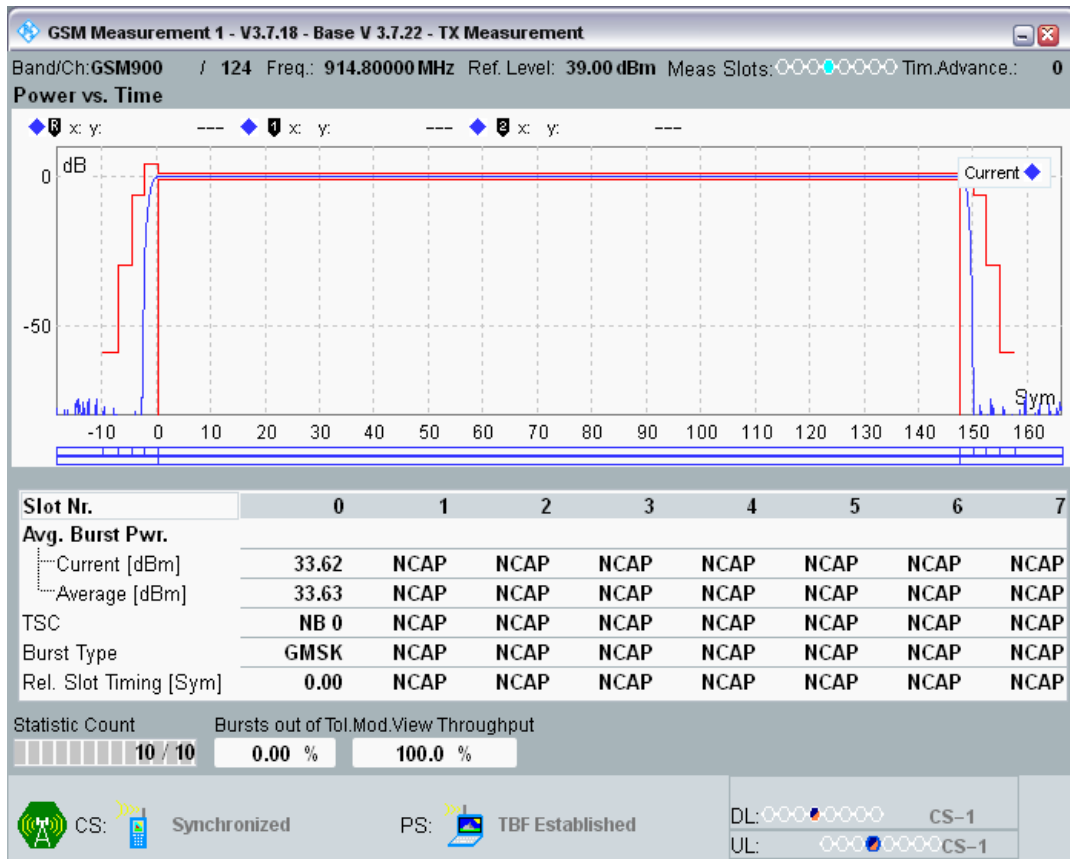 GSM Measurement 1 - V3.7.18 - Base V 3.7.22 - TX Measurement
Band/Ch:GSM900 / 124 Freq.: 914.80000 MHz Ref. Level: 39.00 dBm Meas Slots: Tim.Advance.: 0
Power vs. Time
R x: y: --- 1 x: y: --- 2 x: y: ---
dB
Current
0
-50
Sym
-10 0 10 20 30 40 50 60 70 80 90 100 110 120 130 140 150 160
Slot Nr. 0 1 2 3 4 5 6 7
Avg. Burst Pwr.
Current [dBm] 33.62 NCAP NCAP NCAP NCAP NCAP NCAP NCAP
Average [dBm] 33.63 NCAP NCAP NCAP NCAP NCAP NCAP NCAP
TSC NB 0 NCAP NCAP NCAP NCAP NCAP NCAP NCAP
Burst Type GMSK NCAP NCAP NCAP NCAP NCAP NCAP NCAP
Rel. Slot Timing [Sym] 0.00 NCAP NCAP NCAP NCAP NCAP NCAP NCAP
Statistic Count Bursts out of Tol. Mod.View Throughput
10 / 10 0.00 % 100.0 %
CS: Synchronized PS: TBF Established DL: CS-1
UL: CS-1